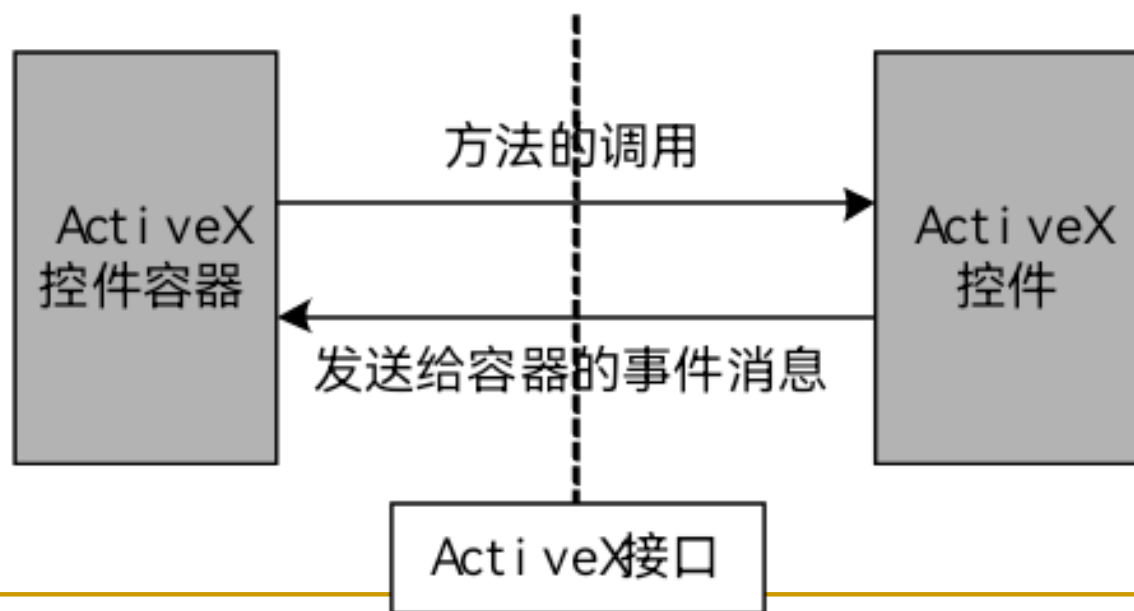 方法的调用
ActiveX
控件容器
ActiveX
控件
发送给容器的事件消息
ActiveX接口